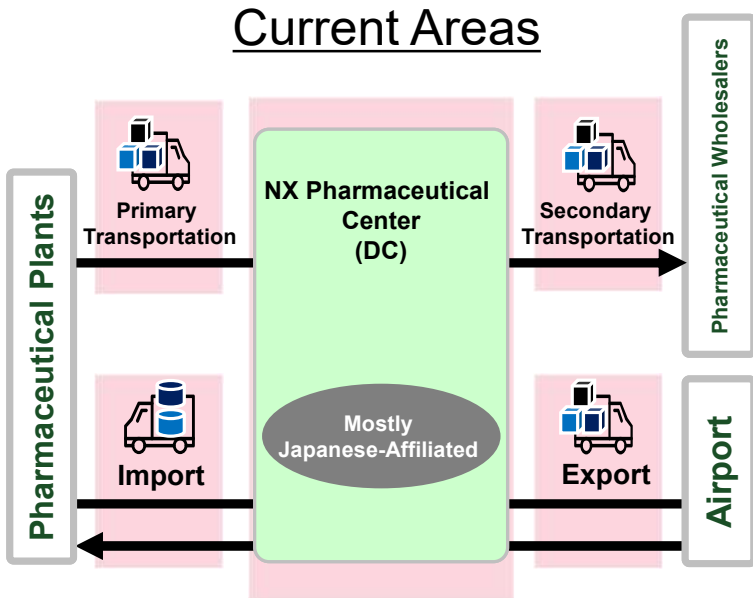 Current Areas
Pharmaceutical Plants
Primary
Transportation
NX Pharmaceutical
Center
(DC)
Secondary
Transportation
Pharmaceutical Wholesalers
Import
Mostly
Japanese-Affiliated
Export
Airport